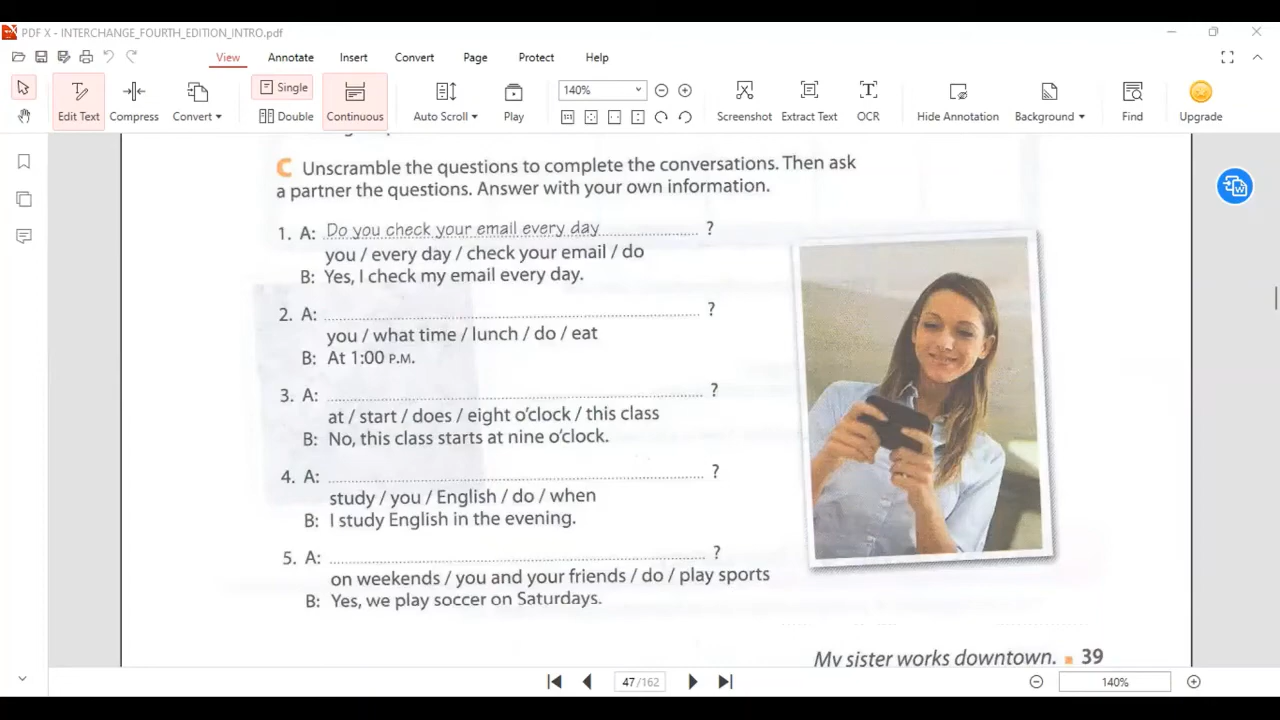 PDF X - INTERCHANGE_FOURTH_EDITION_INTRO.pdf
View Annotate Insert Convert Page Protect Help
Edit Text Compress Convert Single Double Continuous Auto Scroll Play 140% Screenshot Extract Text OCR Hide Annotation Background Find Upgrade
C Unscramble the questions to complete the conversations. Then ask
a partner the questions. Answer with your own information.
1. A: Do you check your email every day ?
you / every day / check your email / do
B: Yes, I check my email every day.
2. A: ?
you / what time / lunch / do / eat
B: At 1:00 P.M.
3. A: ?
at / start / does / eight o'clock / this class
B: No, this class starts at nine o'clock.
4. A: ?
study / you / English / do / when
B: I study English in the evening.
5. A: ?
on weekends / you and your friends / do / play sports
B: Yes, we play soccer on Saturdays.
My sister works downtown. 39
47 /162 140%